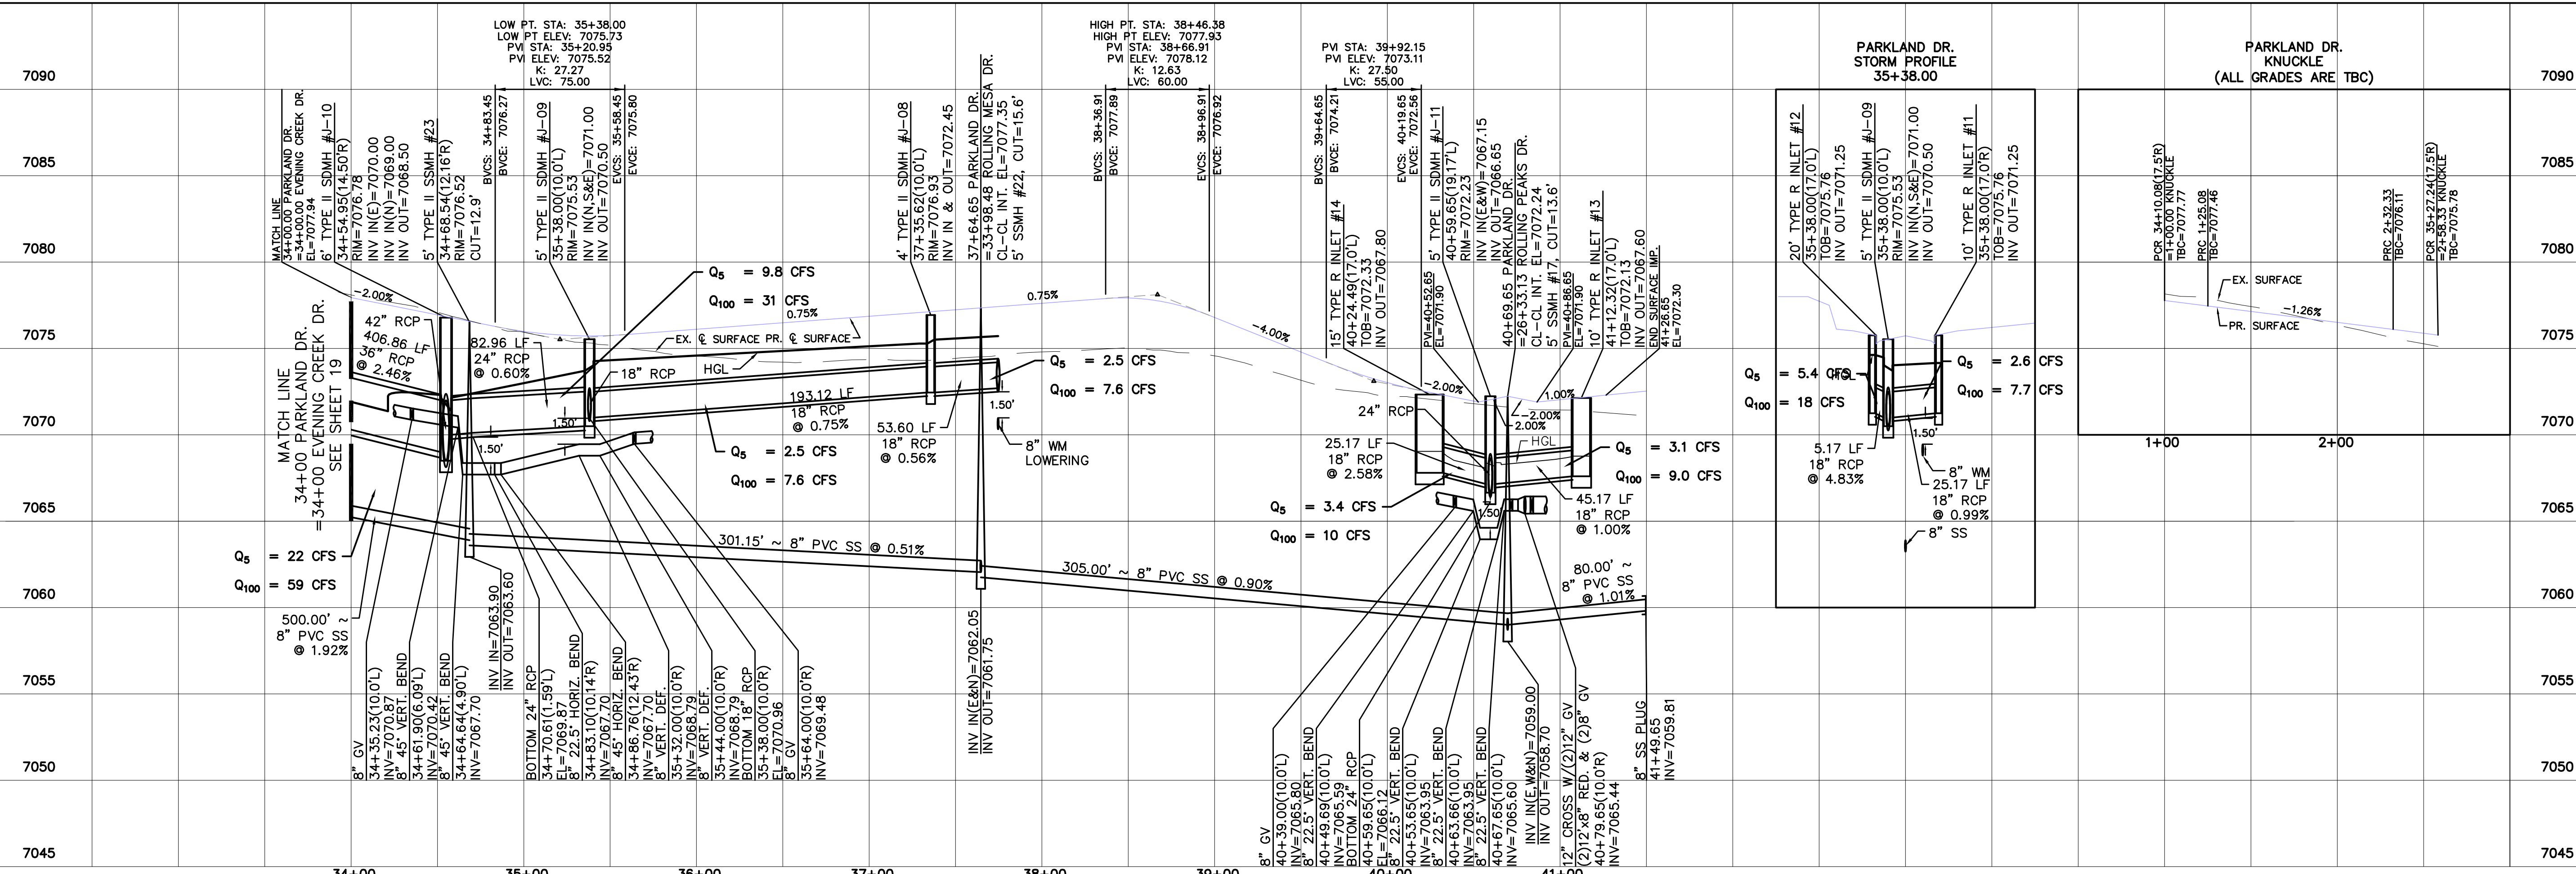 7090
7085
7080
7075
7070
7065
7060
7055
7050
7045
LOW PT. STA: 35+38.00
LOW PT ELEV: 7075.73
PVI STA: 35+20.95
PVI ELEV: 7075.52
K: 27.27
LVC: 75.00
HIGH PT. STA: 38+46.38
HIGH PT ELEV: 7077.93
PVI STA: 38+66.91
PVI ELEV: 7078.12
K: 12.63
LVC: 60.00
PVI STA: 39+92.15
PVI ELEV: 7073.11
K: 27.50
LVC: 55.00
MATCH LINE
34+00.00 PARKLAND DR.
=34+00.00 EVENING CREEK DR.
EL=7077.94
6' TYPE II SDMH #J-10
34+54.95(14.50'R)
RIM=7076.78
INV IN(E)=7070.00
INV IN(N)=7069.00
INV OUT=7068.50
5' TYPE II SSMH #23
34+68.54(12.16'R)
RIM=7076.52
CUT=12.9'
BVCS: 34+83.45
BVCE: 7076.27
5' TYPE II SDMH #J-09
35+38.00(10.0'L)
RIM=7075.53
INV IN(N,S&E)=7071.00
INV OUT=7070.50
EVCS: 35+58.45
EVCE: 7075.80
4' TYPE II SDMH #J-08
37+35.62(10.0'L)
RIM=7076.93
INV IN & OUT=7072.45
37+64.65 PARKLAND DR.
=33+98.48 ROLLING MESA DR.
CL-CL INT. EL=7077.35
5' SSMH #22, CUT=15.6'
BVCS: 38+36.91
BVCE: 7077.89
EVCS: 38+96.91
EVCE: 7076.92
BVCS: 39+64.65
BVCE: 7074.21
15' TYPE R INLET #14
40+24.49(17.0'L)
TOB=7072.33
INV OUT=7067.80
EVCS: 40+19.65
EVCE: 7072.56
PVI=40+52.65
EL=7071.90
5' TYPE II SDMH #J-11
40+59.65(19.17'L)
RIM=7072.23
INV IN(E&W)=7067.15
INV OUT=7066.65
40+69.65 PARKLAND DR.
=26+33.13 ROLLING PEAKS DR.
CL-CL INT. EL=7072.24
5' SSMH #17, CUT=13.6'
PVI=40+86.65
EL=7071.90
10' TYPE R INLET #13
41+12.32(17.0'L)
TOB=7072.13
INV OUT=7067.60
END SURFACE IMP.
41+26.65
EL=7072.30
-2.00%
Q5 = 9.8 CFS
Q100 = 31 CFS
0.75%
0.75%
-4.00%
-2.00%
1.00%
-2.00%
2.00%
EX. ℄ SURFACE
PR. ℄ SURFACE
HGL
42" RCP
406.86 LF
36" RCP
@ 2.46%
82.96 LF
24" RCP
@ 0.60%
18" RCP
1.50'
1.50'
193.12 LF
18" RCP
@ 0.75%
53.60 LF
18" RCP
@ 0.56%
Q5 = 2.5 CFS
Q100 = 7.6 CFS
Q5 = 2.5 CFS
Q100 = 7.6 CFS
1.50'
8" WM
LOWERING
MATCH LINE
34+00 PARKLAND DR.
=34+00 EVENING CREEK DR.
SEE SHEET 19
Q5 = 22 CFS
Q100 = 59 CFS
500.00' ~
8" PVC SS
@ 1.92%
301.15' ~ 8" PVC SS @ 0.51%
305.00' ~ 8" PVC SS @ 0.90%
80.00' ~
8" PVC SS
@ 1.01%
24" RCP
25.17 LF
18" RCP
@ 2.58%
HGL
Q5 = 3.1 CFS
Q100 = 9.0 CFS
45.17 LF
18" RCP
@ 1.00%
Q5 = 3.4 CFS
Q100 = 10 CFS
1.50'
8" GV
34+35.23(10.0'L)
INV=7070.87
8" 45° VERT. BEND
34+61.90(6.09'L)
INV=7070.42
8" 45° VERT. BEND
34+64.64(4.90'L)
INV=7067.70
INV IN=7063.90
INV OUT=7063.60
BOTTOM 24" RCP
34+70.61(1.59'L)
EL=7069.87
8" 22.5° HORIZ. BEND
34+83.10(10.14'R)
INV=7067.70
8" 45° HORIZ. BEND
34+86.76(12.43'R)
INV=7067.70
8" VERT. DEF.
35+32.00(10.0'R)
INV=7068.79
8" VERT. DEF.
35+44.00(10.0'R)
INV=7068.79
BOTTOM 18" RCP
35+38.00(10.0'R)
EL=7070.96
8" GV
35+64.00(10.0'R)
INV=7069.48
INV IN(E&N)=7062.05
INV OUT=7061.75
8" GV
40+39.00(10.0'L)
INV=7065.80
8" 22.5° VERT. BEND
40+49.69(10.0'L)
INV=7065.59
BOTTOM 24" RCP
40+59.65(10.0'L)
EL=7066.12
8" 22.5° VERT. BEND
40+53.65(10.0'L)
INV=7063.95
8" 22.5° VERT. BEND
40+63.66(10.0'L)
INV=7063.95
8" 22.5° VERT. BEND
40+67.65(10.0'L)
INV=7065.60
INV IN(E,W&N)=7059.00
INV OUT=7058.70
12" CROSS W/(2)12" GV
(2)12'x8" RED. & (2)8" GV
40+79.65(10.0'R)
INV=7065.44
8" SS PLUG
41+49.65
INV=7059.81
PARKLAND DR.
STORM PROFILE
35+38.00
20' TYPE R INLET #12
35+38.00(17.0'L)
TOB=7075.76
INV OUT=7071.25
5' TYPE II SDMH #J-09
35+38.00(10.0'L)
RIM=7075.53
INV IN(N,S&E)=7071.00
INV OUT=7070.50
10' TYPE R INLET #11
35+38.00(17.0'R)
TOB=7075.76
INV OUT=7071.25
Q5 = 5.4 CFS
HGL
Q100 = 18 CFS
Q5 = 2.6 CFS
Q100 = 7.7 CFS
5.17 LF
18" RCP
@ 4.83%
1.50'
8" WM
25.17 LF
18" RCP
@ 0.99%
8" SS
PARKLAND DR.
KNUCKLE
(ALL GRADES ARE TBC)
PCR 34+10.08(17.5'R)
=1+00.00 KNUCKLE
TBC=7077.77
PRC 1+25.08
TBC=7077.46
PRC 2+32.33
TBC=7076.11
PCR 35+27.24(17.5'R)
=2+58.33 KNUCKLE
TBC=7075.78
EX. SURFACE
-1.26%
PR. SURFACE
1+00
2+00
7090
7085
7080
7075
7070
7065
7060
7055
7050
7045
34+00
35+00
36+00
37+00
38+00
39+00
40+00
41+00